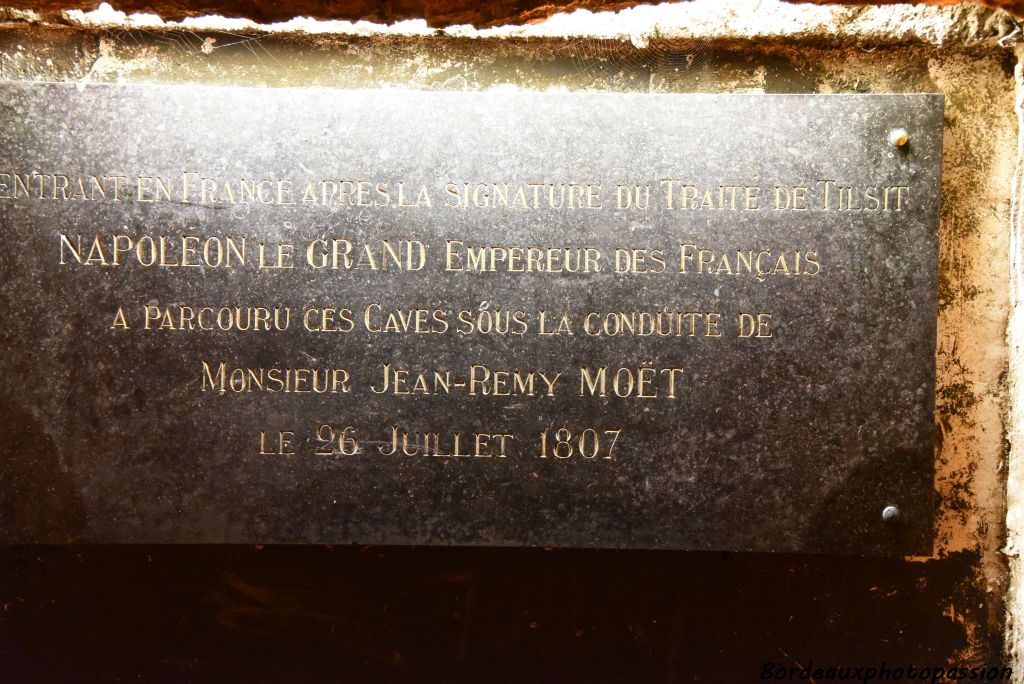 ENTRANT EN FRANCE APRES LA SIGNATURE DU TRAITÉ DE TILSIT
NAPOLÉON LE GRAND EMPEREUR DES FRANÇAIS
A PARCOURU CES CAVES SOUS LA CONDUITE DE
MONSIEUR JEAN-REMY MOËT
LE 26 JUILLET 1807
Bordeauxphotopassion